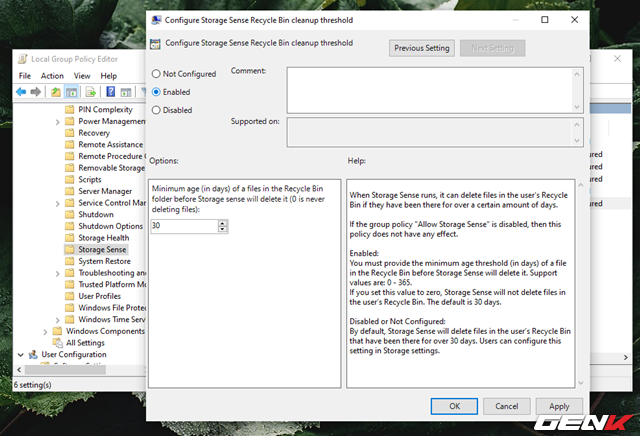 Configure Storage Sense Recycle Bin cleanup threshold
Configure Storage Sense Recycle Bin cleanup threshold
Previous Setting
Next Setting
Not Configured
Enabled
Disabled
Comment:
Supported on:
Options:
Help:
Minimum age (in days) of a files in the Recycle Bin
folder before Storage sense will delete it (0 is never
deleting files):
30
When Storage Sense runs, it can delete files in the user's Recycle
Bin if they have been there for over a certain amount of days.
If the group policy "Allow Storage Sense" is disabled, then this
policy does not have any effect.
Enabled:
You must provide the minimum age threshold (in days) of a file
in the Recycle Bin before Storage Sense will delete it. Support
values are: 0 - 365.
If you set this value to zero, Storage Sense will not delete files in
the user's Recycle Bin. The default is 30 days.
Disabled or Not Configured:
By default, Storage Sense will delete files in the user's Recycle Bin
that have been there for over 30 days. Users can configure this
setting in Storage settings.
OK
Cancel
Apply
Local Group Policy Editor
File Action View
PIN Complexity
Power Management
Recovery
Remote Assistance
Remote Procedure
Removable Storage
Scripts
Server Manager
Service Control Mar
Shutdown
Shutdown Options
Storage Health
Storage Sense
System Restore
Troubleshooting and
Trusted Platform Mo
User Profiles
Windows File Protec
Windows Time Serv
Windows Components
All Settings
User Configuration
6 setting(s)
GENK